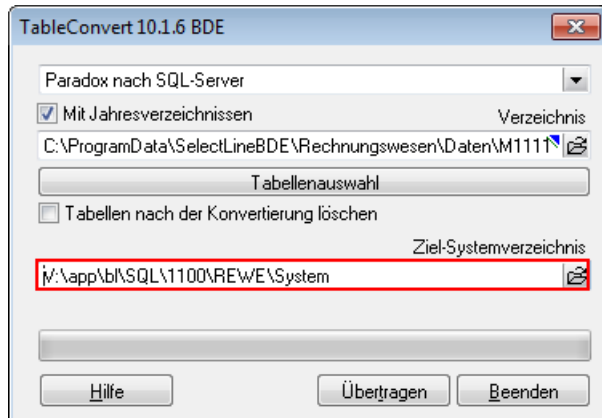 TableConvert 10.1.6 BDE
Paradox nach SQL-Server
Mit Jahresverzeichnissen
Verzeichnis
C:\ProgramData\SelectLineBDE\Rechnungswesen\Daten\M1111
Tabellenauswahl
Tabellen nach der Konvertierung löschen
Ziel-Systemverzeichnis
V:\app\bl\SQL\1100\REWE\System
Hilfe Übertragen Beenden